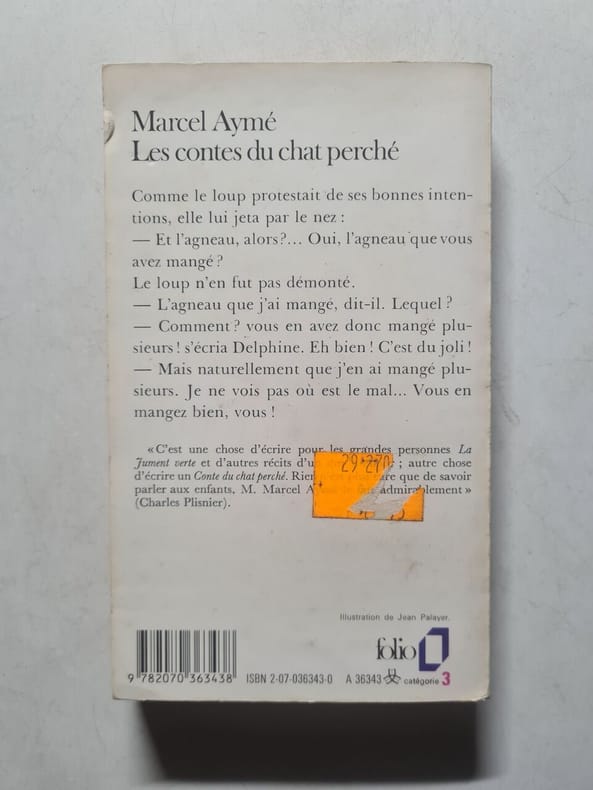 Marcel Aymé
Les contes du chat perché
Comme le loup protestait de ses bonnes inten-
tions, elle lui jeta par le nez :
— Et l'agneau, alors?... Oui, l'agneau que vous
avez mangé?
Le loup n'en fut pas démonté.
— L'agneau que j'ai mangé, dit-il. Lequel?
— Comment? vous en avez donc mangé plu-
sieurs! s'écria Delphine. Eh bien! C'est du joli!
— Mais naturellement que j'en ai mangé plu-
sieurs. Je ne vois pas où est le mal... Vous en
mangez bien, vous!
« C'est une chose d'écrire pour les grandes personnes La
Jument verte et d'autres récits ; autre chose
d'écrire un Conte du chat perché. que de savoir
parler aux enfants, M. Marcel admirablement »
(Charles Plisnier).
Illustration de Jean Palayer.
folio
9 782070 363438 ISBN 2-07-036343-0 A 36343 catégorie 3